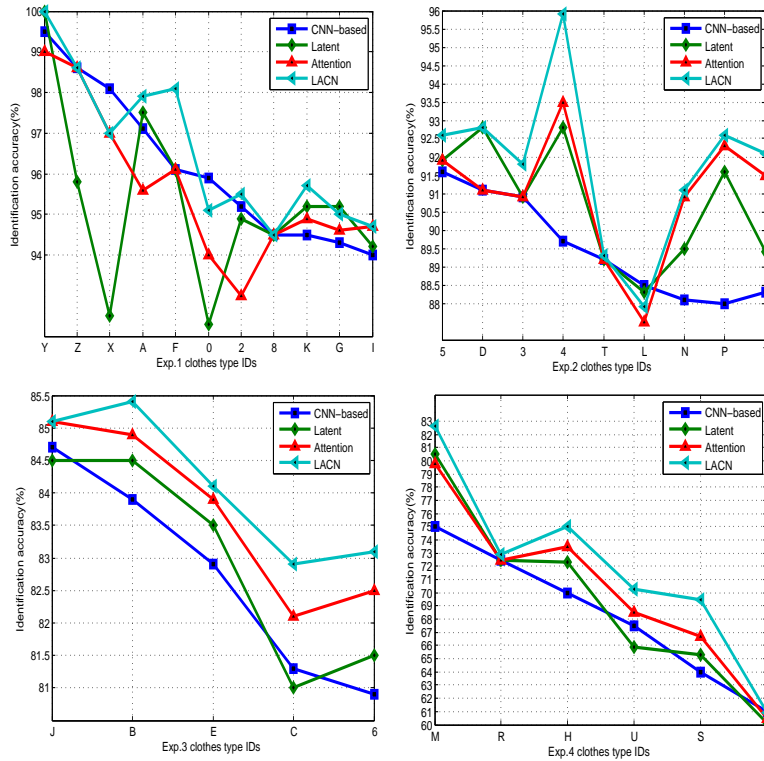 Identification accuracy(%)
100
99
98
97
96
95
94
CNN-based
Latent
Attention
LACN
Y Z X A F 0 2 8 K G I
Exp.1 clothes type IDs
Identification accuracy(%)
96
95.5
95
94.5
94
93.5
93
92.5
92
91.5
91
90.5
90
89.5
89
88.5
88
CNN-based
Latent
Attention
LACN
5 D 3 4 T L N P
Exp.2 clothes type IDs
Identification accuracy(%)
85.5
85
84.5
84
83.5
83
82.5
82
81.5
81
CNN-based
Latent
Attention
LACN
J B E C 6
Exp.3 clothes type IDs
Identification accuracy(%)
83
82
81
80
79
78
77
76
75
74
73
72
71
70
69
68
67
66
65
64
63
62
61
60
CNN-based
Latent
Attention
LACN
M R H U S
Exp.4 clothes type IDs